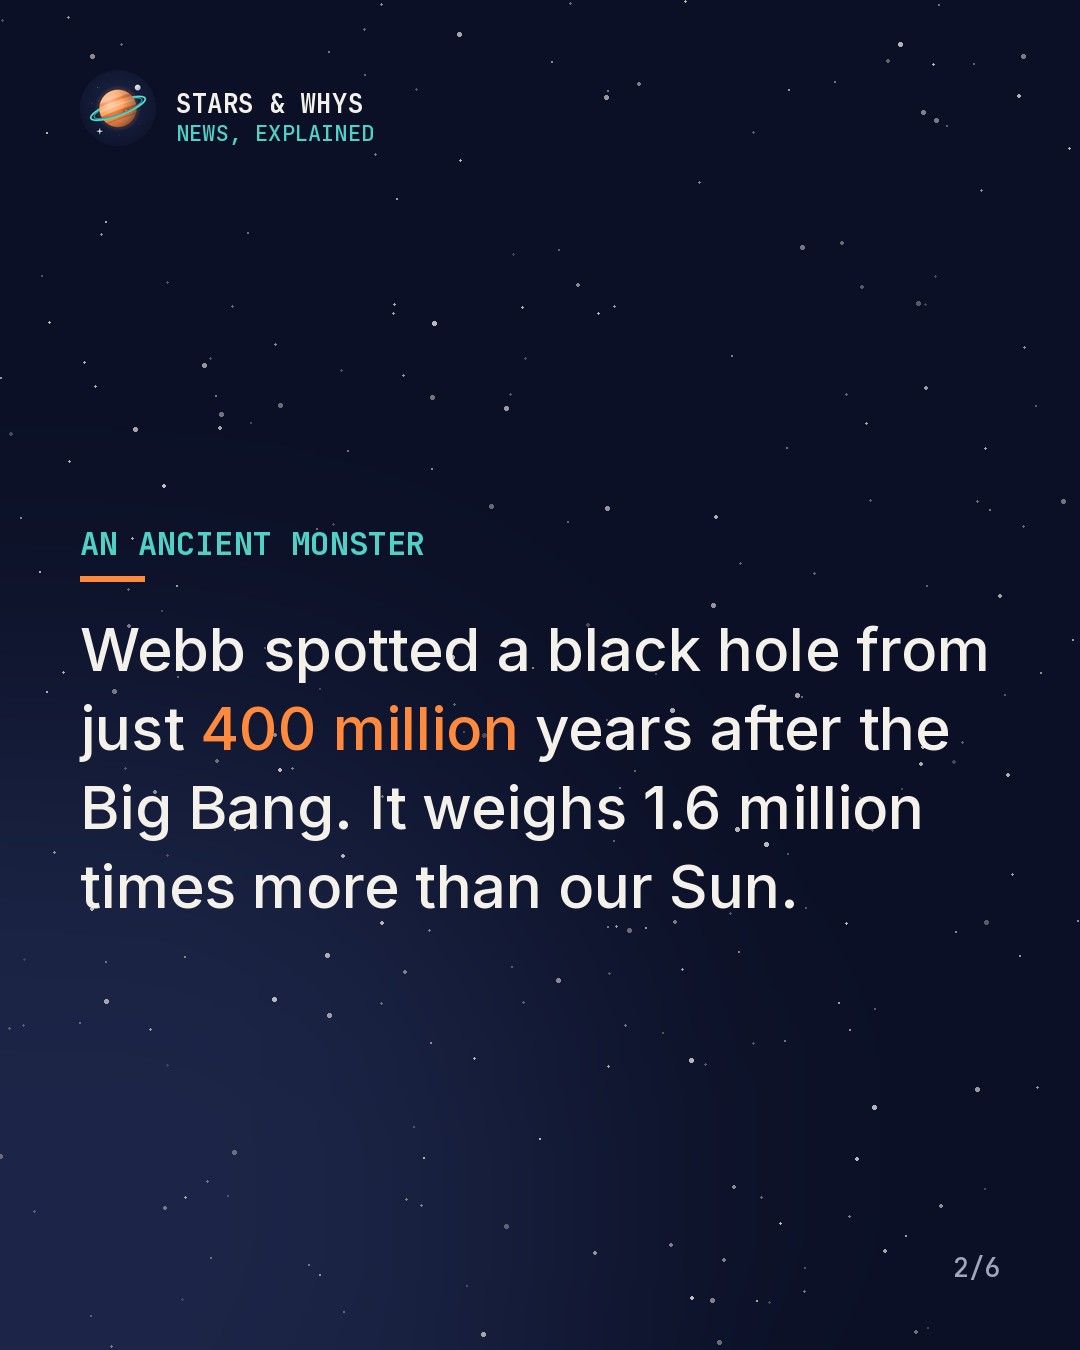 STARS & WHYS
NEWS, EXPLAINED
AN ANCIENT MONSTER
Webb spotted a black hole from
just 400 million years after the
Big Bang. It weighs 1.6 million
times more than our Sun.
2/6